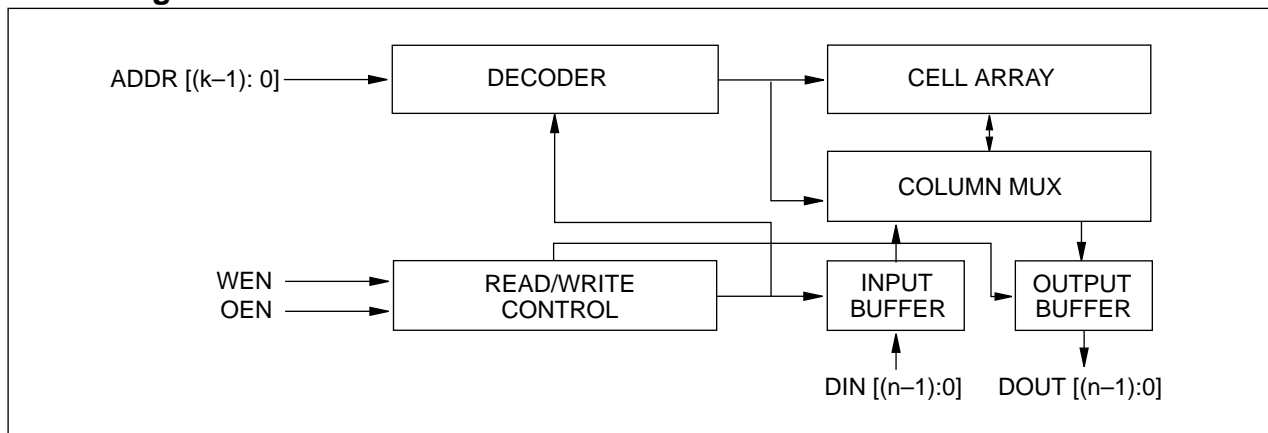 ADDR [(k–1): 0]
DECODER
CELL ARRAY
COLUMN MUX
WEN
OEN
READ/WRITE
CONTROL
INPUT
BUFFER
OUTPUT
BUFFER
DIN [(n–1):0]
DOUT [(n–1):0]